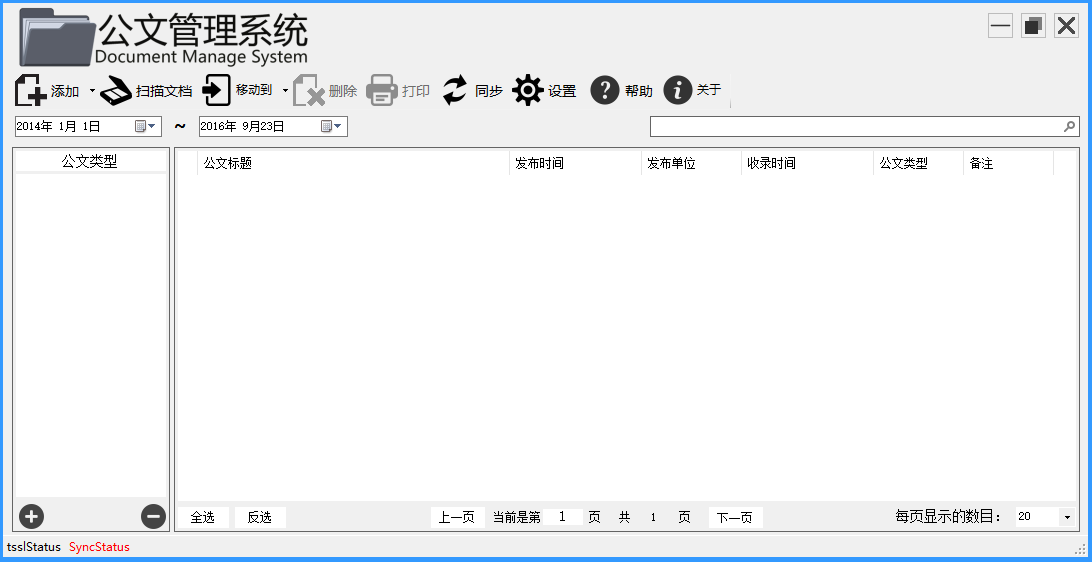 公文管理系统
Document Manage System
添加 扫描文档 移动到 删除 打印 同步 设置 帮助 关于
2014年 1月 1日 ~ 2016年 9月23日
公文类型 公文标题 发布时间 发布单位 收录时间 公文类型 备注
全选 反选 上一页 当前是第 1 页 共 1 页 下一页 每页显示的数目: 20
tsslStatus SyncStatus